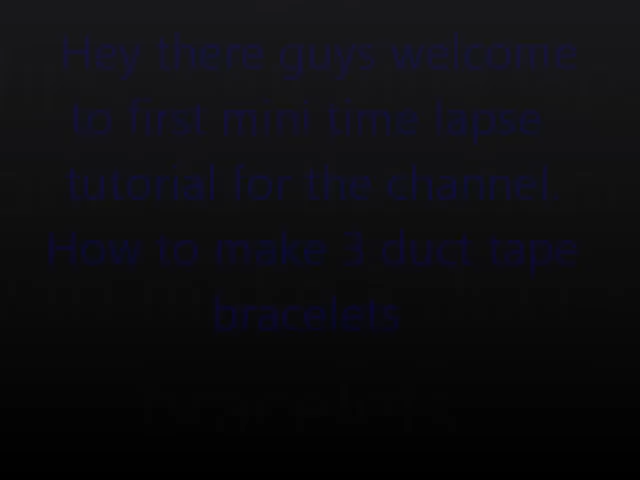 Hey there guys welcome
to first mini time lapse
tutorial for the channel.
How to make 3 duct tape
bracelets